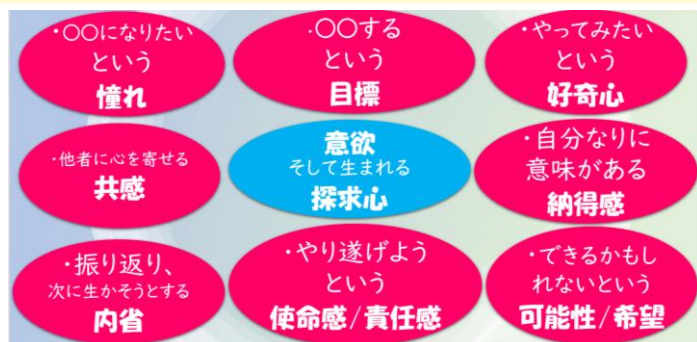 ・〇〇になりたい
という
憧れ
・〇〇する
という
目標
・やってみたい
という
好奇心
・他者に心を寄せる
共感
意欲
そして生まれる
探求心
・自分なりに
意味がある
納得感
・振り返り、
次に生かそうとする
内省
・やり遂げよう
という
使命感/責任感
・できるかもし
れないという
可能性/希望